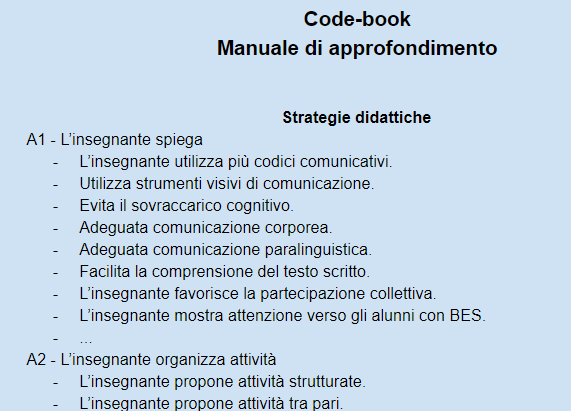 Code-book
Manuale di approfondimento
Strategie didattiche
A1 - L'insegnante spiega
- L'insegnante utilizza più codici comunicativi.
- Utilizza strumenti visivi di comunicazione.
- Evita il sovraccarico cognitivo.
- Adeguata comunicazione corporea.
- Adeguata comunicazione paralinguistica.
- Facilita la comprensione del testo scritto.
- L'insegnante favorisce la partecipazione collettiva.
- L'insegnante mostra attenzione verso gli alunni con BES.
- ...
A2 - L'insegnante organizza attività
- L'insegnante propone attività strutturate.
- L'insegnante propone attività tra pari.